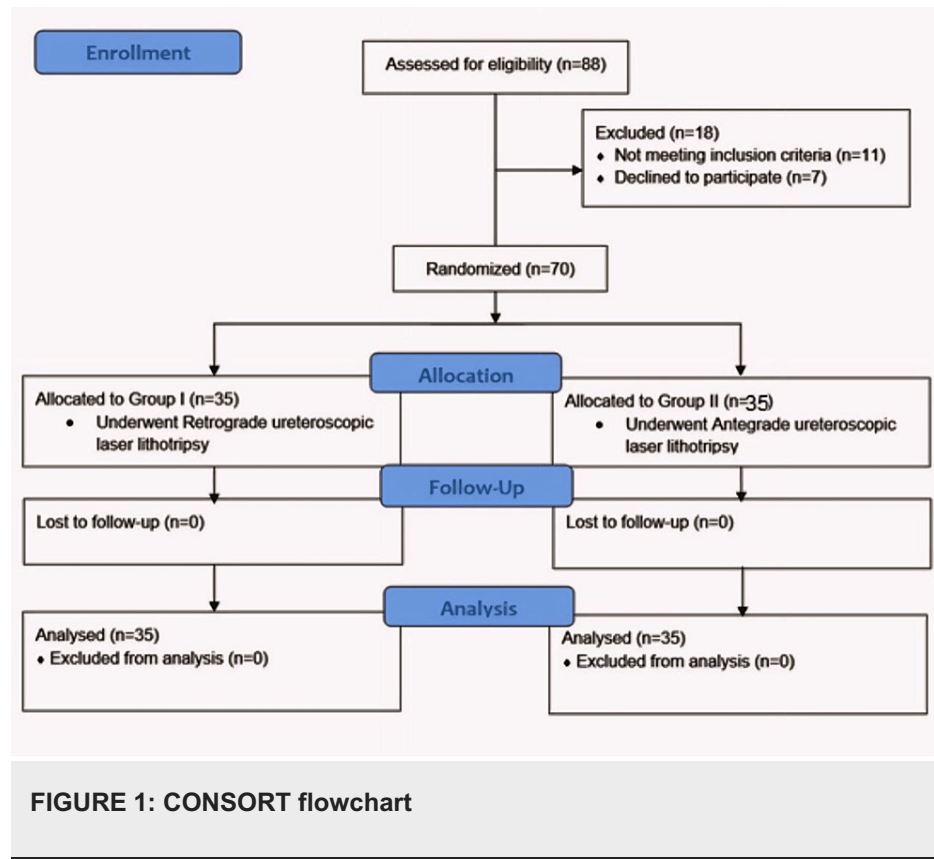 Enrollment
Assessed for eligibility (n=88)
Excluded (n=18)
♦ Not meeting inclusion criteria (n=11)
♦ Declined to participate (n=7)
Randomized (n=70)
Allocation
Allocated to Group I (n=35)
• Underwent Retrograde ureteroscopic
laser lithotripsy
Allocated to Group II (n=35)
• Underwent Antegrade ureteroscopic
laser lithotripsy
Follow-Up
Lost to follow-up (n=0)
Lost to follow-up (n=0)
Analysis
Analysed (n=35)
♦ Excluded from analysis (n=0)
Analysed (n=35)
♦ Excluded from analysis (n=0)
FIGURE 1: CONSORT flowchart